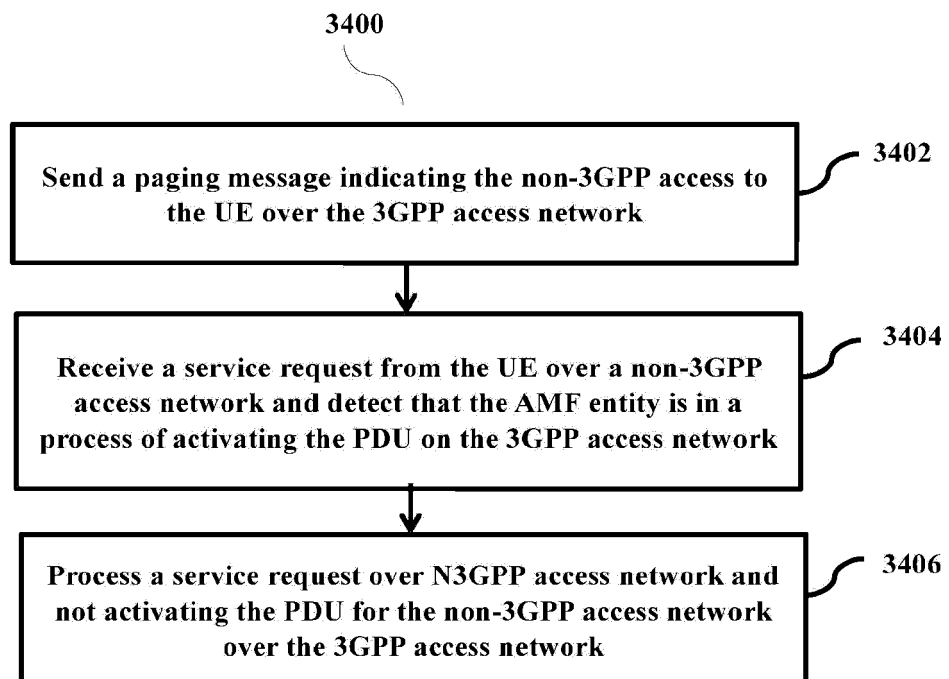 3400
Send a paging message indicating the non-3GPP access to
the UE over the 3GPP access network
3402
Receive a service request from the UE over a non-3GPP
access network and detect that the AMF entity is in a
process of activating the PDU on the 3GPP access network
3404
Process a service request over N3GPP access network and
not activating the PDU for the non-3GPP access network
over the 3GPP access network
3406